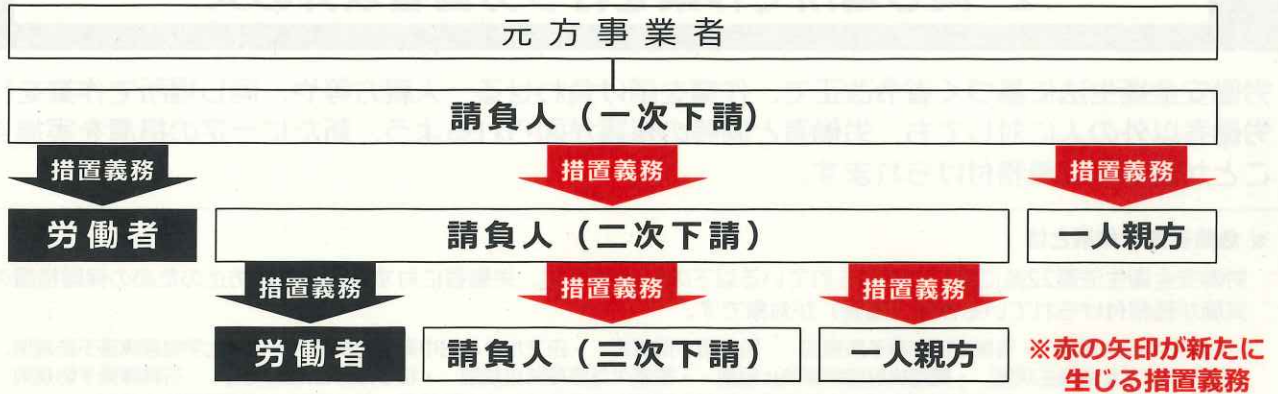 元方事業者
請負人（一次下請）
措置義務 措置義務 措置義務
労働者 請負人（二次下請） 一人親方
措置義務 措置義務 措置義務
労働者 請負人（三次下請） 一人親方 ※赤の矢印が新たに
生じる措置義務